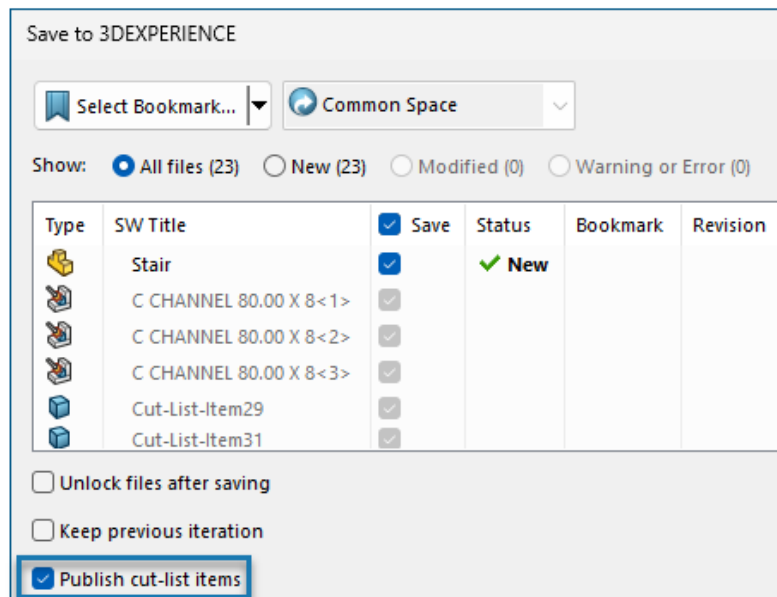 Save to 3DEXPERIENCE
Select Bookmark... Common Space
Show: All files (23) New (23) Modified (0) Warning or Error (0)
Type SW Title Save Status Bookmark Revision
Stair New
C CHANNEL 80.00 X 8<1>
C CHANNEL 80.00 X 8<2>
C CHANNEL 80.00 X 8<3>
Cut-List-Item29
Cut-List-Item31
Unlock files after saving
Keep previous iteration
Publish cut-list items